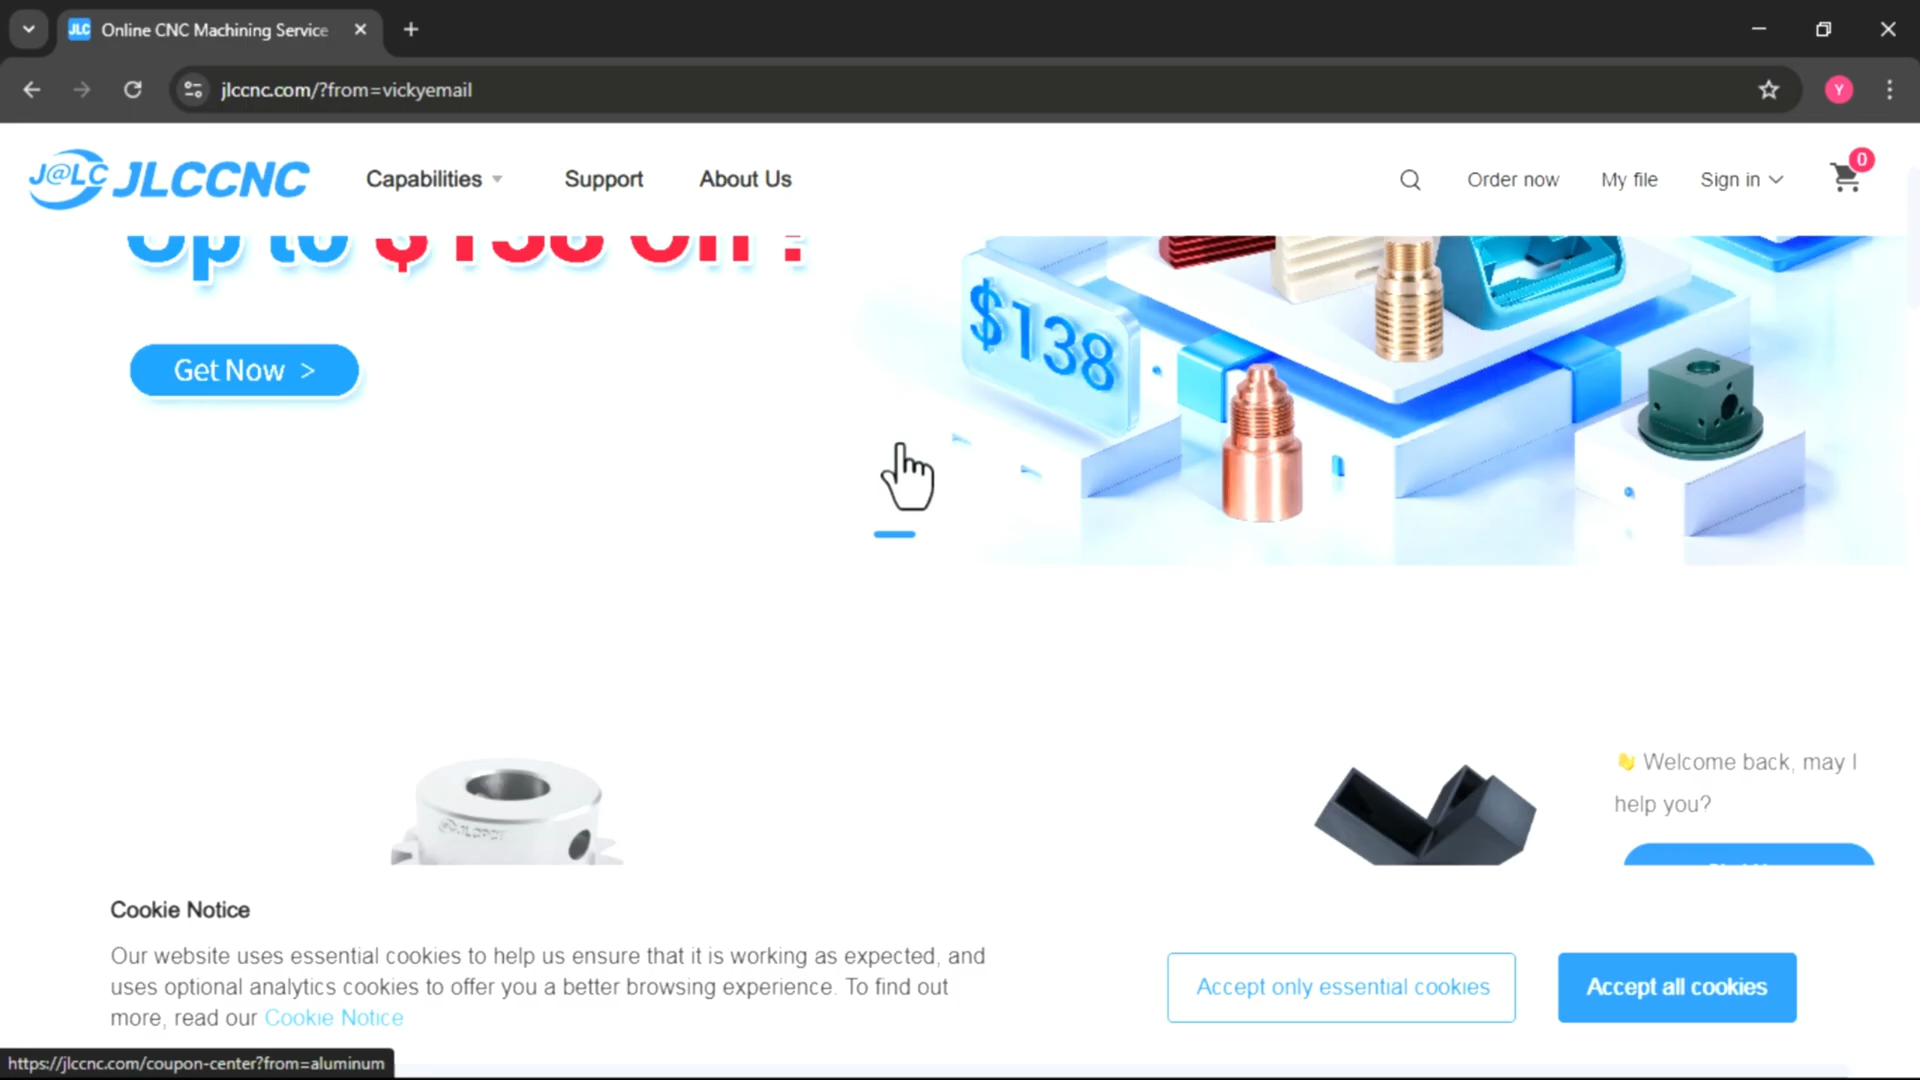 JLC Online CNC Machining Service
jlccnc.com/?from=vickyemail
Y
J@LC JLCCNC
Capabilities
Support
About Us
Order now
My file
Sign in
0
Up to $138 Off !
Get Now >
$138
👋 Welcome back, may I
help you?
Cookie Notice
Our website uses essential cookies to help us ensure that it is working as expected, and
uses optional analytics cookies to offer you a better browsing experience. To find out
more, read our Cookie Notice
Accept only essential cookies
Accept all cookies
https://jlccnc.com/coupon-center?from=aluminum